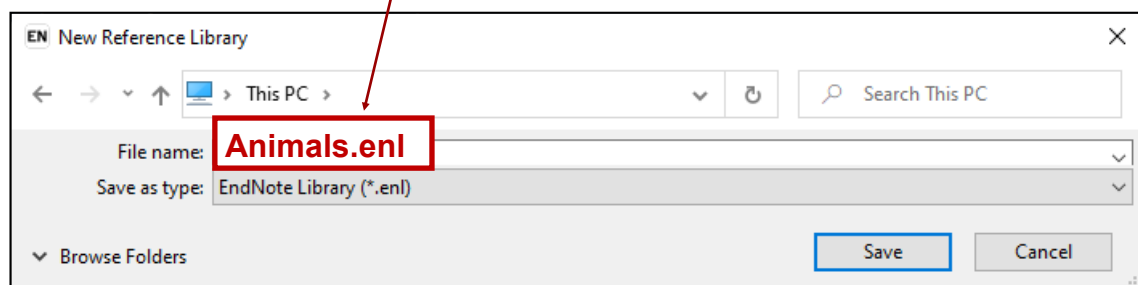 EN New Reference Library
This PC
Search This PC
File name: Animals.enl
Save as type: EndNote Library (*.enl)
Browse Folders
Save
Cancel